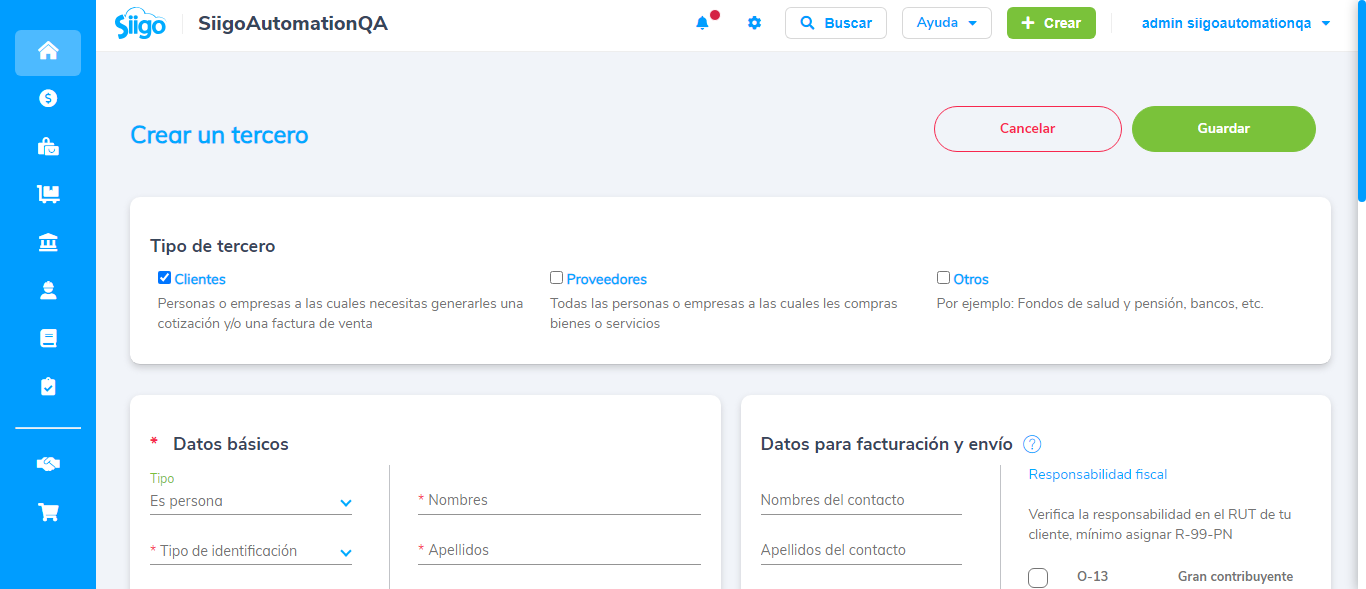 Siigo
SiigoAutomationQA
Buscar
Ayuda
Crear
admin siigoautomationqa
Crear un tercero
Cancelar
Guardar
Tipo de tercero
Clientes
Personas o empresas a las cuales necesitas generarles una
cotización y/o una factura de venta
Proveedores
Todas las personas o empresas a las cuales les compras
bienes o servicios
Otros
Por ejemplo: Fondos de salud y pensión, bancos, etc.
* Datos básicos
Tipo
Es persona
* Tipo de identificación
* Nombres
* Apellidos
Datos para facturación y envío ?
Nombres del contacto
Apellidos del contacto
Responsabilidad fiscal
Verifica la responsabilidad en el RUT de tu
cliente, mínimo asignar R-99-PN
O-13 Gran contribuyente